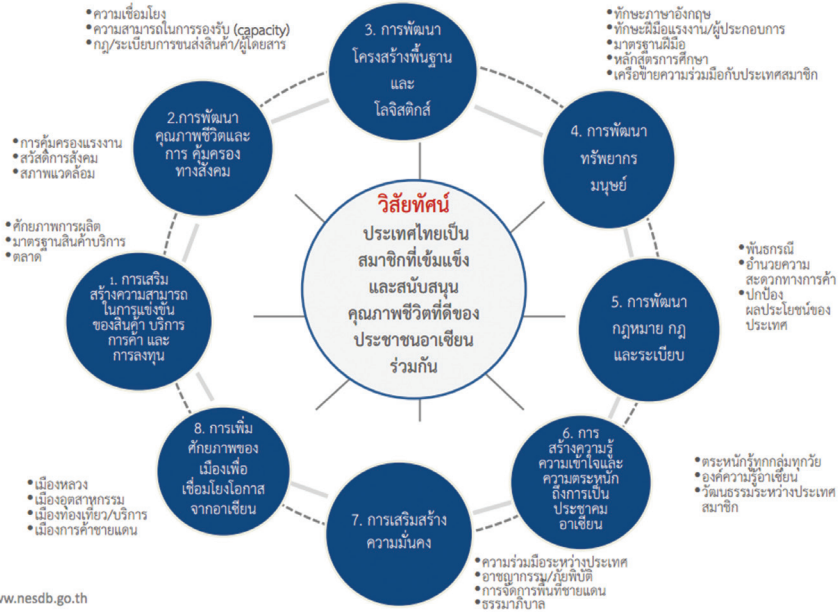 วิสัยทัศน์
ประเทศไทยเป็น
สมาชิกที่เข้มแข็ง
และสนับสนุน
คุณภาพชีวิตที่ดีของ
ประชาชนอาเซียน
ร่วมกัน
1. การเสริม
สร้างความสามารถ
ในการแข่งขัน
ของสินค้า บริการ
การค้า และ
การลงทุน
•ศักยภาพการผลิต
•มาตรฐานสินค้าบริการ
•ตลาด
2.การพัฒนา
คุณภาพชีวิตและ
การ คุ้มครอง
ทางสังคม
•การคุ้มครองแรงงาน
•สวัสดิการสังคม
•สภาพแวดล้อม
3. การพัฒนา
โครงสร้างพื้นฐาน
และ
โลจิสติกส์
•ความเชื่อมโยง
•ความสามารถในการรองรับ (capacity)
•กฎ/ระเบียบการขนส่งสินค้า/ผู้โดยสาร
4. การพัฒนา
ทรัพยากร
มนุษย์
•ทักษะภาษาอังกฤษ
•ทักษะฝีมือแรงงาน/ผู้ประกอบการ
•มาตรฐานฝีมือ
•หลักสูตรการศึกษา
•เครือข่ายความร่วมมือกับประเทศสมาชิก
5. การพัฒนา
กฎหมาย กฎ
และระเบียบ
•พันธกรณี
•อำนวยความ
สะดวกทางการค้า
•ปกป้อง
ผลประโยชน์ของ
ประเทศ
6. การ
สร้างความรู้
ความเข้าใจและ
ความตระหนัก
ถึงการเป็น
ประชาคม
อาเซียน
•ตระหนักรู้ทุกกลุ่มทุกวัย
•องค์ความรู้อาเซียน
•วัฒนธรรมระหว่างประเทศ
สมาชิก
7. การเสริมสร้าง
ความมั่นคง
•ความร่วมมือระหว่างประเทศ
•อาชญากรรม/ภัยพิบัติ
•การจัดการพื้นที่ชายแดน
•ธรรมาภิบาล
8. การเพิ่ม
ศักยภาพของ
เมืองเพื่อ
เชื่อมโยงโอกาส
จากอาเซียน
•เมืองหลวง
•เมืองอุตสาหกรรม
•เมืองท่องเที่ยว/บริการ
•เมืองการค้าชายแดน
ww.nesdb.go.th